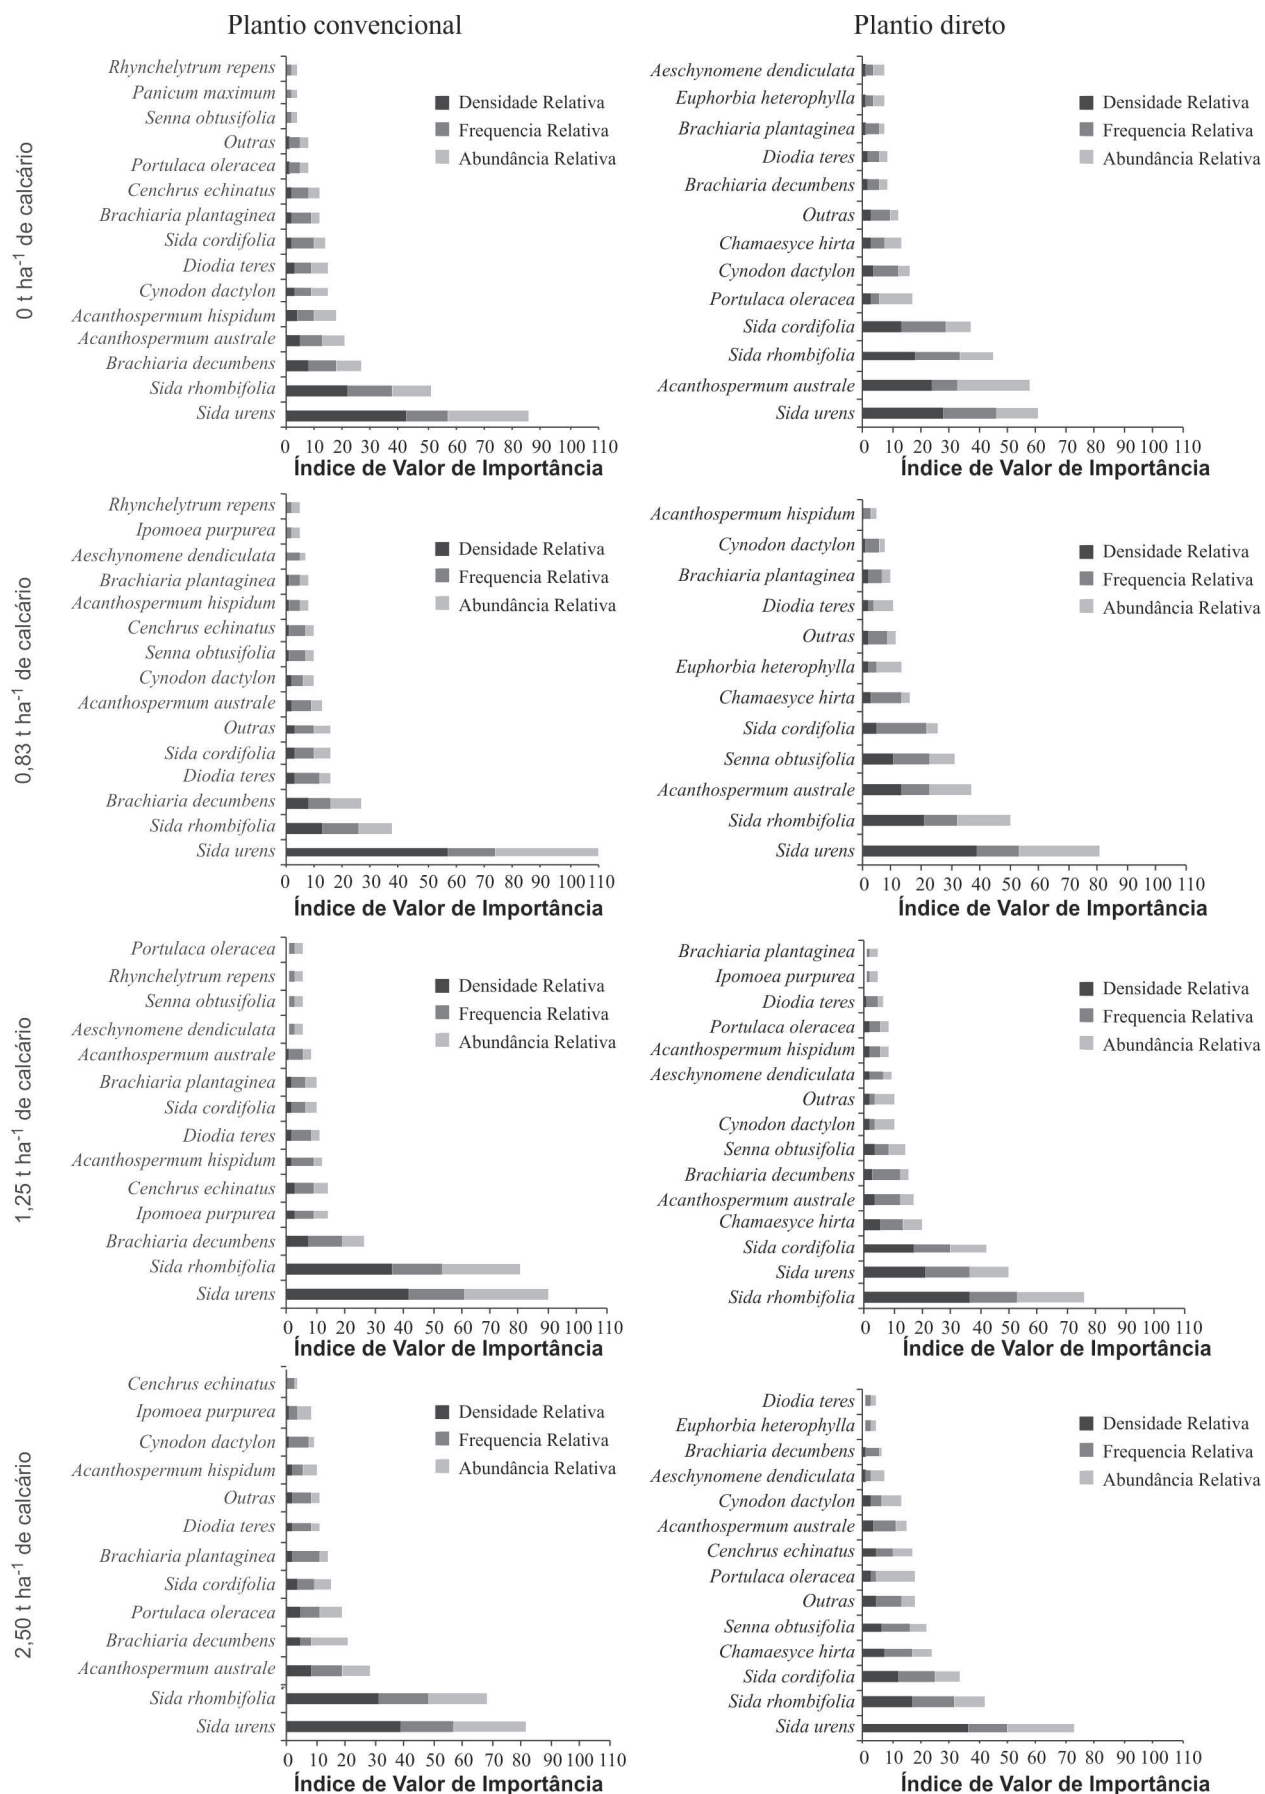 Plantio convencional
Plantio direto
0 t ha⁻¹ de calcário
Rhynchelytrum repens
Panicum maximum
Senna obtusifolia
Outras
Portulaca oleracea
Cenchrus echinatus
Brachiaria plantaginea
Sida cordifolia
Diodia teres
Cynodon dactylon
Acanthospermum hispidum
Acanthospermum australe
Brachiaria decumbens
Sida rhombifolia
Sida urens
Densidade Relativa
Frequencia Relativa
Abundância Relativa
0 10 20 30 40 50 60 70 80 90 100 110
Índice de Valor de Importância
Aeschynomene dendiculata
Euphorbia heterophylla
Brachiaria plantaginea
Diodia teres
Brachiaria decumbens
Outras
Chamaesyce hirta
Cynodon dactylon
Portulaca oleracea
Sida cordifolia
Sida rhombifolia
Acanthospermum australe
Sida urens
Densidade Relativa
Frequencia Relativa
Abundância Relativa
0 10 20 30 40 50 60 70 80 90 100 110
Índice de Valor de Importância
0,83 t ha⁻¹ de calcário
Rhynchelytrum repens
Ipomoea purpurea
Aeschynomene dendiculata
Brachiaria plantaginea
Acanthospermum hispidum
Cenchrus echinatus
Senna obtusifolia
Cynodon dactylon
Acanthospermum australe
Outras
Sida cordifolia
Diodia teres
Brachiaria decumbens
Sida rhombifolia
Sida urens
Densidade Relativa
Frequencia Relativa
Abundância Relativa
0 10 20 30 40 50 60 70 80 90 100 110
Índice de Valor de Importância
Acanthospermum hispidum
Cynodon dactylon
Brachiaria plantaginea
Diodia teres
Outras
Euphorbia heterophylla
Chamaesyce hirta
Sida cordifolia
Senna obtusifolia
Acanthospermum australe
Sida rhombifolia
Sida urens
Densidade Relativa
Frequencia Relativa
Abundância Relativa
0 10 20 30 40 50 60 70 80 90 100 110
Índice de Valor de Importância
1,25 t ha⁻¹ de calcário
Portulaca oleracea
Rhynchelytrum repens
Senna obtusifolia
Aeschynomene dendiculata
Acanthospermum australe
Brachiaria plantaginea
Sida cordifolia
Diodia teres
Acanthospermum hispidum
Cenchrus echinatus
Ipomoea purpurea
Brachiaria decumbens
Sida rhombifolia
Sida urens
Densidade Relativa
Frequencia Relativa
Abundância Relativa
0 10 20 30 40 50 60 70 80 90 100 110
Índice de Valor de Importância
Brachiaria plantaginea
Ipomoea purpurea
Diodia teres
Portulaca oleracea
Acanthospermum hispidum
Aeschynomene dendiculata
Outras
Cynodon dactylon
Senna obtusifolia
Brachiaria decumbens
Acanthospermum australe
Chamaesyce hirta
Sida cordifolia
Sida urens
Sida rhombifolia
Densidade Relativa
Frequencia Relativa
Abundância Relativa
0 10 20 30 40 50 60 70 80 90 100 110
Índice de Valor de Importância
2,50 t ha⁻¹ de calcário
Cenchrus echinatus
Ipomoea purpurea
Cynodon dactylon
Acanthospermum hispidum
Outras
Diodia teres
Brachiaria plantaginea
Sida cordifolia
Portulaca oleracea
Brachiaria decumbens
Acanthospermum australe
Sida rhombifolia
Sida urens
Densidade Relativa
Frequencia Relativa
Abundância Relativa
0 10 20 30 40 50 60 70 80 90 100 110
Índice de Valor de Importância
Diodia teres
Euphorbia heterophylla
Brachiaria decumbens
Aeschynomene dendiculata
Cynodon dactylon
Acanthospermum australe
Cenchrus echinatus
Portulaca oleracea
Outras
Senna obtusifolia
Chamaesyce hirta
Sida cordifolia
Sida rhombifolia
Sida urens
Densidade Relativa
Frequencia Relativa
Abundância Relativa
0 10 20 30 40 50 60 70 80 90 100 110
Índice de Valor de Importância